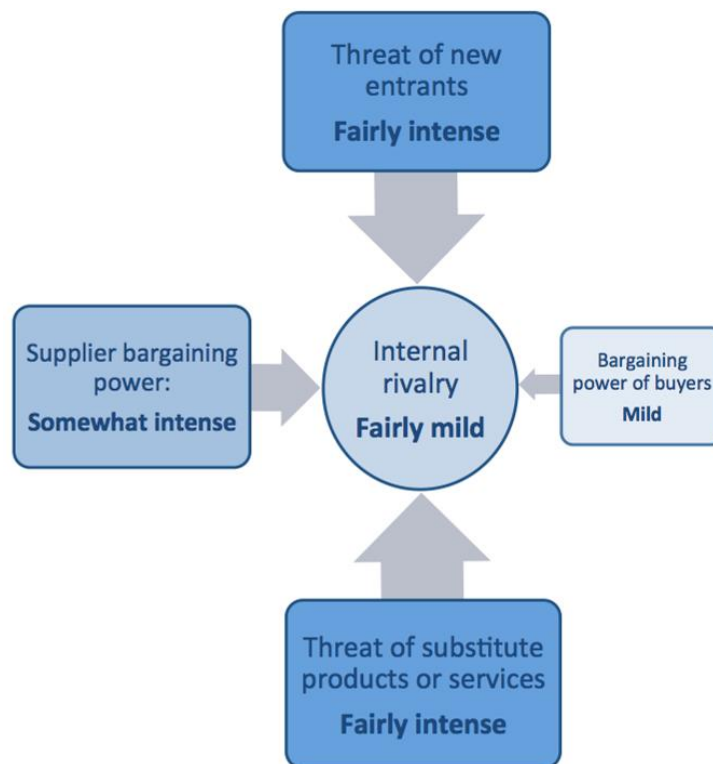 Threat of new
entrants
Fairly intense
Supplier bargaining
power:
Somewhat intense
Internal
rivalry
Fairly mild
Bargaining
power of buyers
Mild
Threat of substitute
products or services
Fairly intense